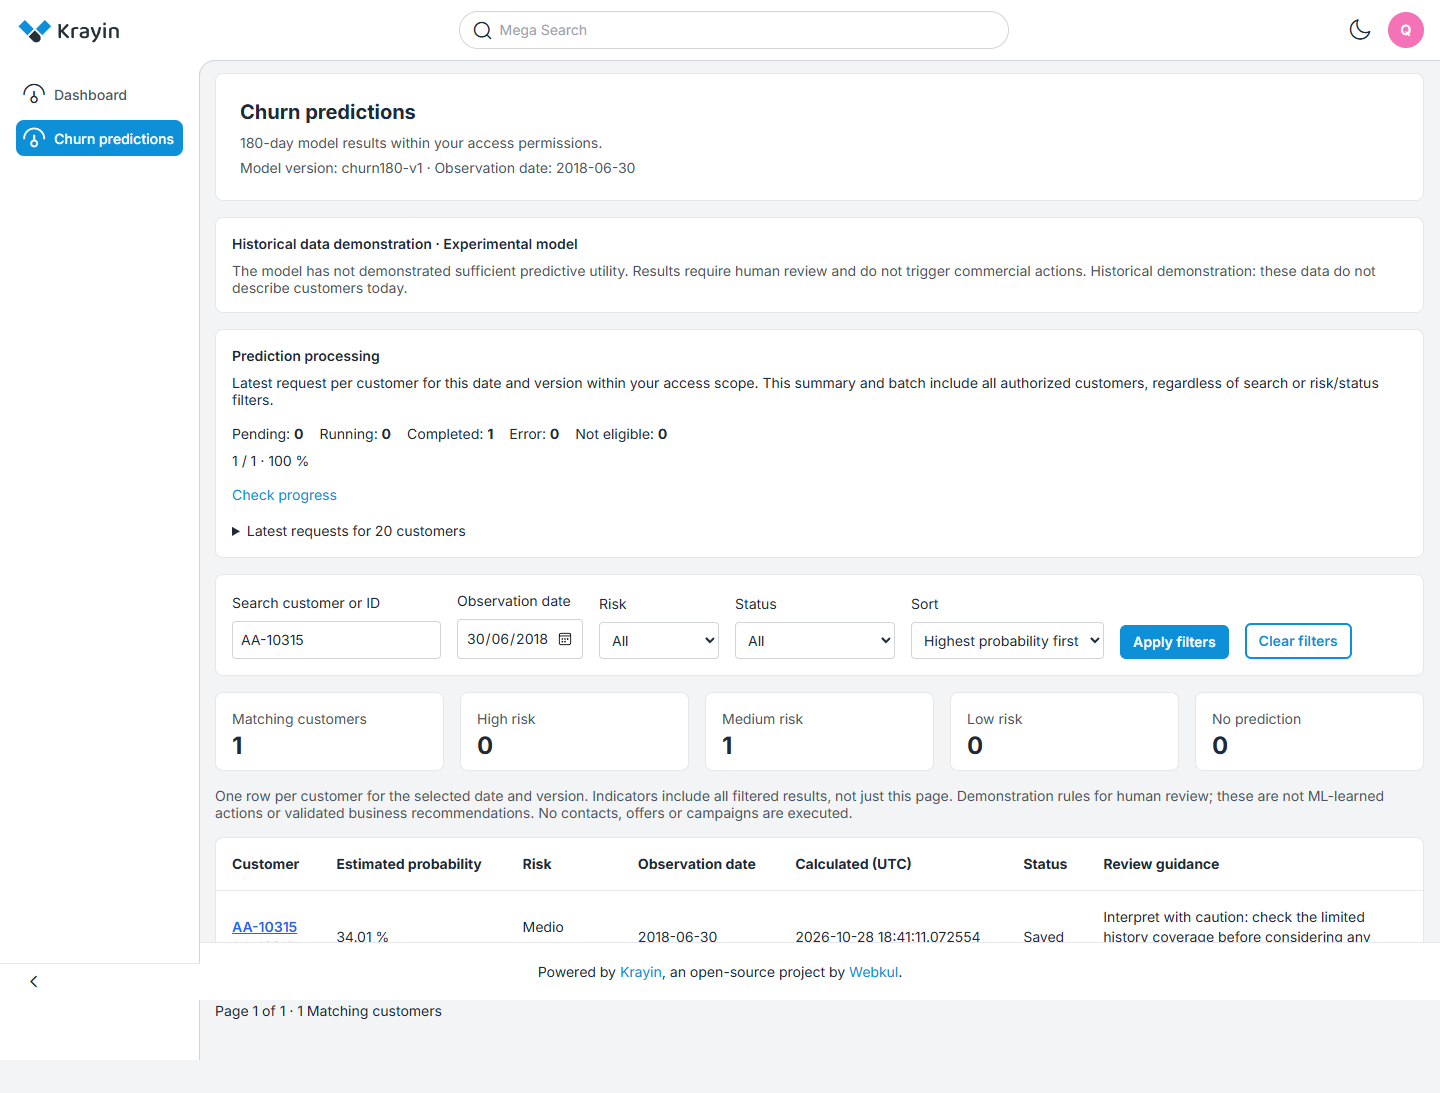 Krayin
Mega Search
Q
Dashboard
Churn predictions
Churn predictions
180-day model results within your access permissions.
Model version: churn180-v1 · Observation date: 2018-06-30
Historical data demonstration · Experimental model
The model has not demonstrated sufficient predictive utility. Results require human review and do not trigger commercial actions. Historical demonstration: these data do not
describe customers today.
Prediction processing
Latest request per customer for this date and version within your access scope. This summary and batch include all authorized customers, regardless of search or risk/status
filters.
Pending: 0 Running: 0 Completed: 1 Error: 0 Not eligible: 0
1 / 1 · 100 %
Check progress
Latest requests for 20 customers
Search customer or ID Observation date Risk Status Sort
AA-10315 30/06/2018 All All Highest probability first Apply filters Clear filters
Matching customers High risk Medium risk Low risk No prediction
1 0 1 0 0
One row per customer for the selected date and version. Indicators include all filtered results, not just this page. Demonstration rules for human review; these are not ML-learned
actions or validated business recommendations. No contacts, offers or campaigns are executed.
Customer Estimated probability Risk Observation date Calculated (UTC) Status Review guidance
AA-10315 34.01 % Medio 2018-06-30 2026-10-28 18:41:11.072554 Saved Interpret with caution: check the limited
history coverage before considering any
Powered by Krayin, an open-source project by Webkul.
Page 1 of 1 · 1 Matching customers